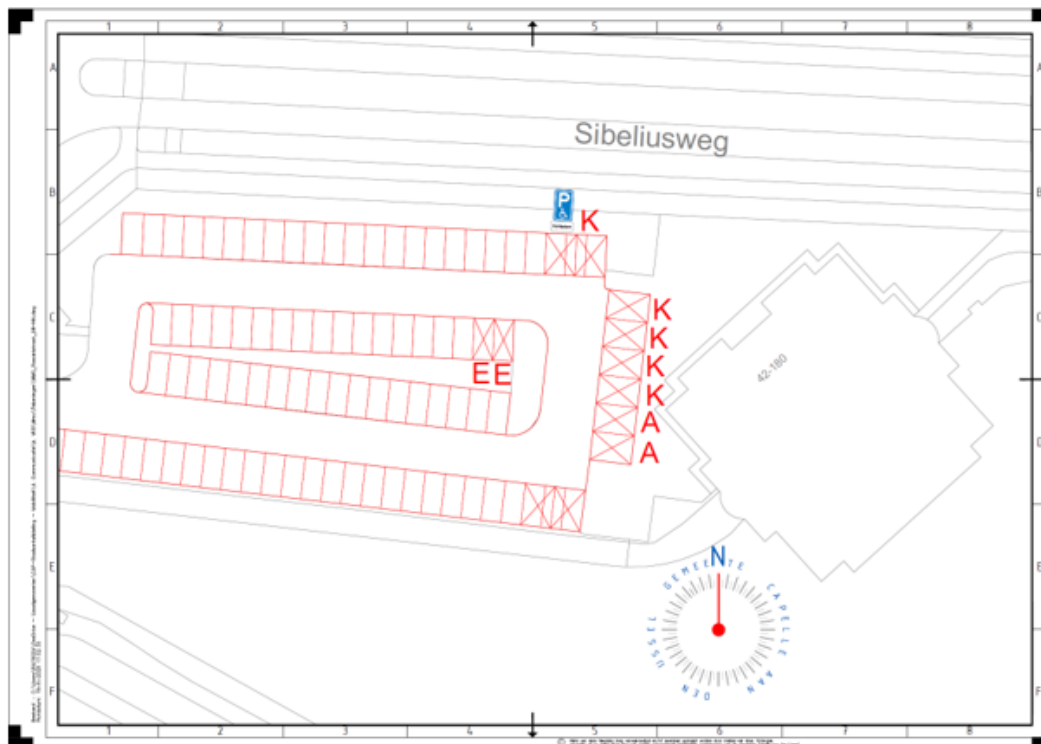 1 2 3 4 5 6 7 8
A A
Sibeliusweg
B B
P
K
C C
K
K
K
K
42-180
EE
A
A
D D
E E
N
GEMEENTE CAPELLE AAN DEN IJSSEL
F F
1 2 3 4 5 6 7 8